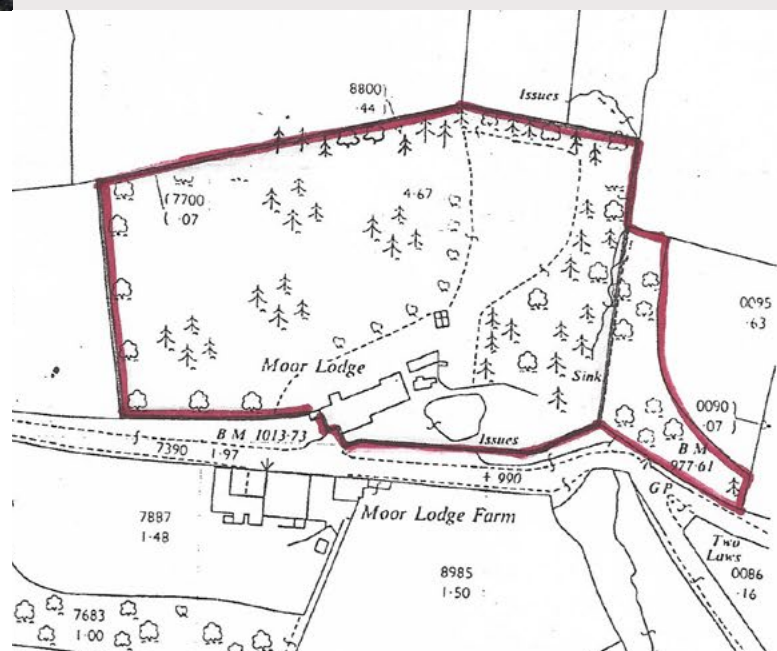 8800
·44
Issues
7700
·07
4·67
0095
·63
Moor Lodge
Sink
0090
·07
B M 1013·73
Issues
B M
977·61
7390
1·97
+ 990
G P
Moor Lodge Farm
7887
1·48
Two
Laws
8985
1·50
0086
·16
7683
1·00